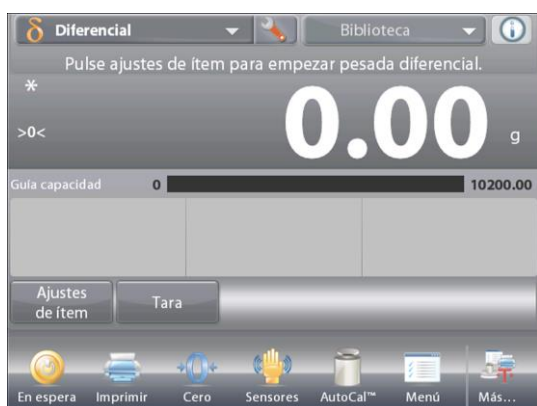 δ Diferencial
Biblioteca
Pulse ajustes de ítem para empezar pesada diferencial.
*
>0<
0.00 g
Guía capacidad 0 10200.00
Ajustes
de ítem
Tara
En espera Imprimir Cero Sensores AutoCal™ Menú Más...